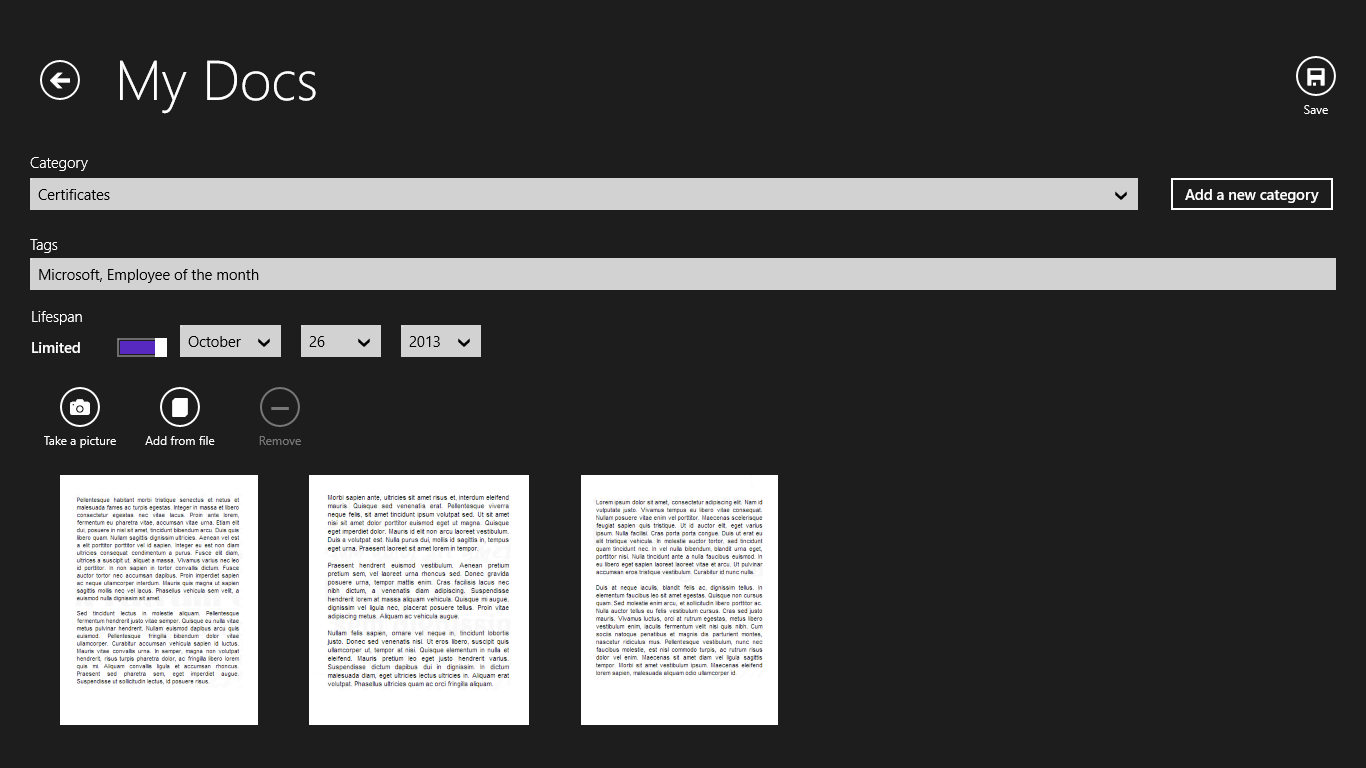 My Docs
Save
Category
Certificates
Add a new category
Tags
Microsoft, Employee of the month
Lifespan
Limited
October
26
2013
Take a picture
Add from file
Remove
Pellentesque habitant morbi tristique senectus et netus et
malesuada fames ac turpis egestas. Integer in massa et libero
consectetur egestas nec vitae lacus. Proin ante lorem,
fermentum eu pharetra vitae, accumsan vitae urna. Etiam elit
dui, posuere in nisl sit amet, tincidunt bibendum arcu. Duis quis
libero quam. Nullam sagittis dignissim ultricies. Aenean vel est
a elit porttitor porttitor vel id sapien. Integer eu est non diam
ultricies consequat condimentum a purus. Fusce elit diam,
ultrices a suscipit ut, aliquet a massa. Vivamus varius nec leo
id porttitor. In non sapien in tortor convallis dictum. Fusce
auctor tortor nec accumsan dapibus. Proin imperdiet sapien
ac neque ullamcorper interdum. Mauris quis magna ut sapien
sagittis mollis nec vel lacus. Phasellus vehicula sem velit, a
euismod nulla dignissim sit amet.
Sed tincidunt lectus in molestie aliquam. Pellentesque
fermentum hendrerit justo vitae semper. Quisque eu nulla vitae
metus pulvinar hendrerit. Nullam euismod dapibus arcu quis
euismod. Pellentesque fringilla bibendum dolor vitae
ullamcorper. Curabitur accumsan vehicula sapien id luctus.
Mauris vitae convallis urna. In semper, magna non volutpat
hendrerit, risus turpis pharetra dolor, ac fringilla libero lorem
quis mi. Aliquam convallis ligula et accumsan rhoncus.
Praesent sed pharetra sem, eget imperdiet augue.
Suspendisse ut sollicitudin lectus, id posuere risus.
Morbi sapien ante, ultricies sit amet risus et, interdum eleifend
mauris. Quisque sed venenatis erat. Pellentesque viverra
neque felis, sit amet tincidunt ipsum volutpat sed. Ut sit amet
nisi sit amet dolor porttitor euismod eget ut magna. Quisque
eget imperdiet dolor. Mauris id elit non arcu laoreet vestibulum.
Duis a volutpat est. Nulla purus dui, mollis id sagittis in, tempus
eget urna. Praesent laoreet sit amet lorem in tempor.
Praesent hendrerit euismod vestibulum. Aenean pretium
pretium sem, vel laoreet urna rhoncus sed. Donec gravida
posuere urna, tempor mattis enim. Cras facilisis lacus nec
nibh dictum, a venenatis diam adipiscing. Suspendisse
hendrerit lorem at massa aliquam vehicula. Quisque mi augue,
dignissim vel ligula nec, placerat posuere tellus. Proin vitae
adipiscing metus. Aliquam ac vehicula augue.
Nullam felis sapien, ornare vel neque in, tincidunt lobortis
justo. Donec sed venenatis nisl. Ut eros libero, suscipit quis
ullamcorper ut, tempor at nisi. Quisque elementum in nulla et
eleifend. Mauris pretium leo eget justo hendrerit varius.
Suspendisse dictum dapibus dui in dignissim. In dictum
malesuada diam, eget ultricies lectus ultricies in. Aliquam erat
volutpat. Phasellus ultricies quam ac orci fringilla aliquam.
Lorem ipsum dolor sit amet, consectetur adipiscing elit. Nam id
vulputate justo. Vivamus tempus eu libero vitae consequat.
Nullam posuere vitae enim vel porttitor. Maecenas scelerisque
feugiat sapien quis tristique. Ut id auctor elit, eget varius
ipsum. Nulla facilisi. Cras porta porta congue. Duis ut erat eu
elit tristique vehicula. In molestie auctor tortor, sed tincidunt
quam tincidunt nec. In vel nulla bibendum, blandit urna eget,
porttitor nisl. Nulla tincidunt ante a nulla faucibus euismod. In
eu libero eget sapien laoreet laoreet vitae et arcu. Ut pulvinar
accumsan eros tristique vestibulum. Curabitur id nunc nulla.
Duis at neque iaculis, blandit felis ac, dignissim tellus. In
elementum faucibus leo sit amet egestas. Quisque non cursus
quam. Sed molestie enim arcu, et sollicitudin libero porttitor ac.
Nulla auctor tellus eu felis vestibulum cursus. Cras sed justo
mauris. Vivamus luctus, orci at rutrum egestas, metus libero
vestibulum enim, iaculis fermentum velit nisi quis nibh. Cum
sociis natoque penatibus et magnis dis parturient montes,
nascetur ridiculus mus. Pellentesque vestibulum, nunc nec
faucibus molestie, est nisl commodo turpis, ac rutrum risus
dolor vel enim. Maecenas sit amet diam vel ligula sagittis
tempor. Morbi sit amet vestibulum ipsum. Maecenas eleifend
lorem sapien, malesuada aliquam odio ullamcorper id.